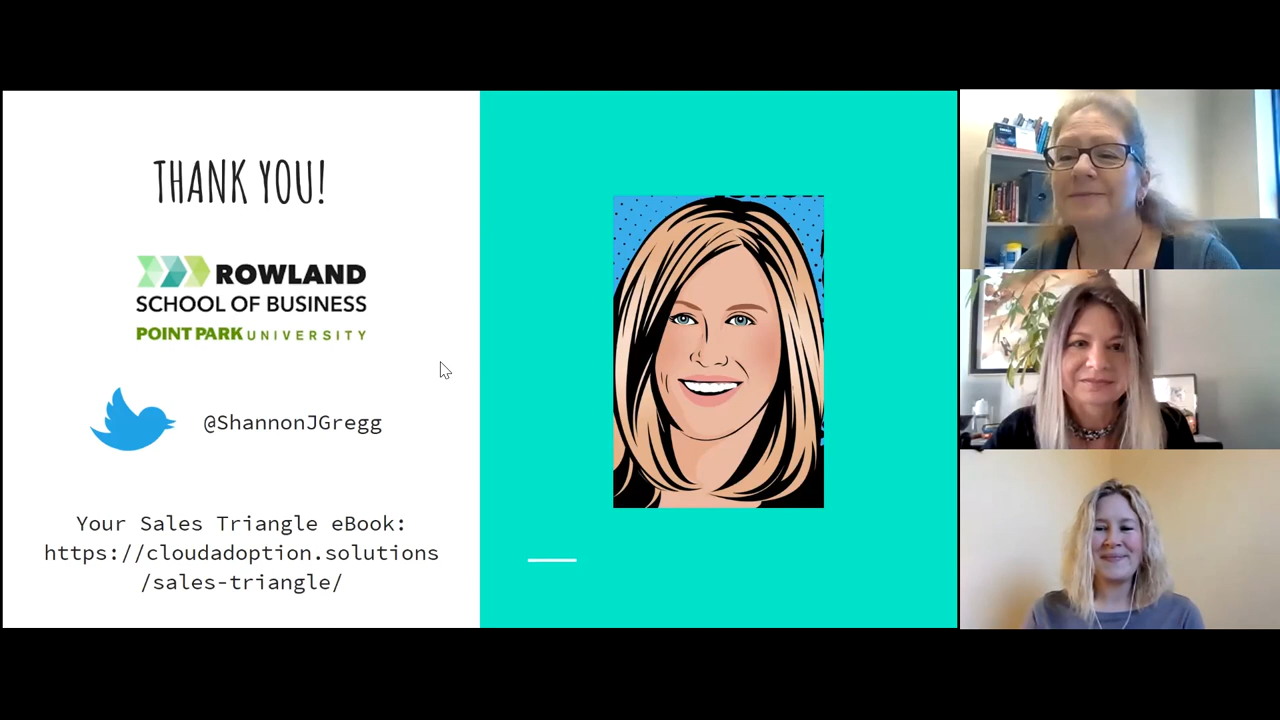 THANK YOU!
ROWLAND
SCHOOL OF BUSINESS
POINT PARK UNIVERSITY
@ShannonJGregg
Your Sales Triangle eBook:
https://cloudadoption.solutions
/sales-triangle/